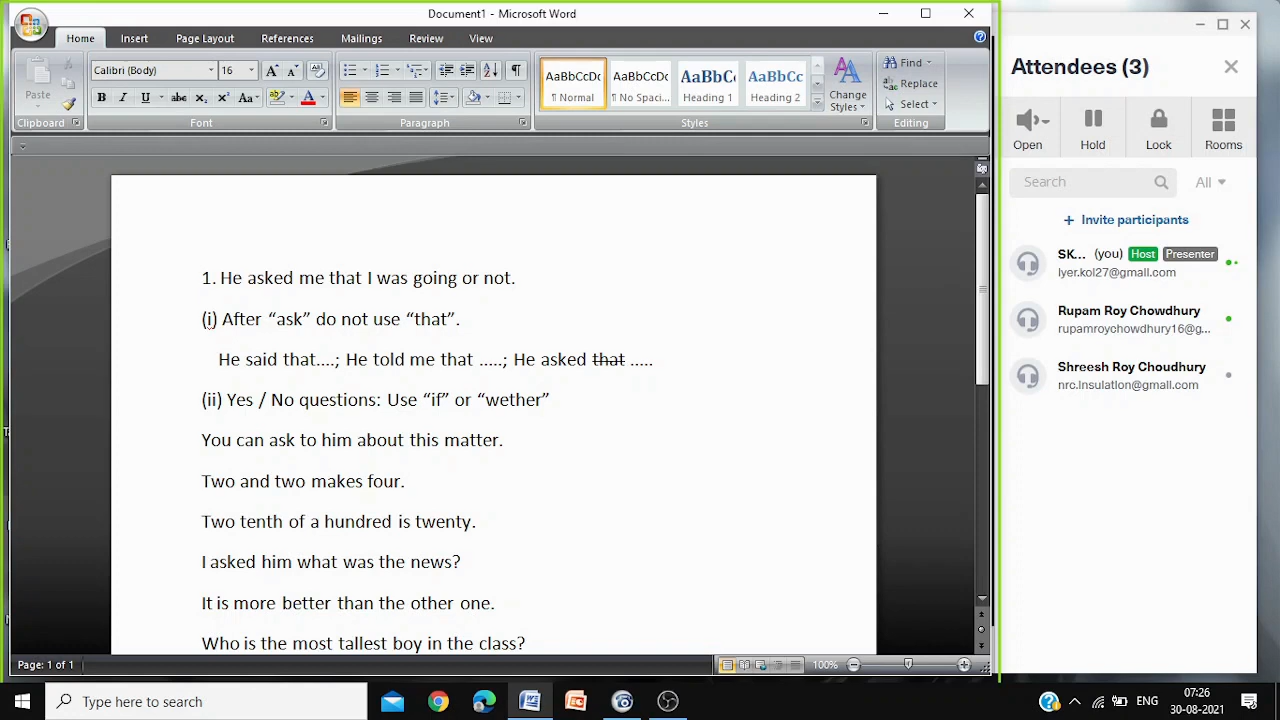 Document1 - Microsoft Word
Home Insert Page Layout References Mailings Review View
Paste
Calibri (Body) 16
AaBbCcDc AaBbCcDc AaBbC AaBbCc
¶ Normal ¶ No Spaci... Heading 1 Heading 2
Change Styles
Find
Replace
Select
Clipboard Font Paragraph Styles Editing
1. He asked me that I was going or not.
(i) After “ask” do not use “that”.
He said that....; He told me that .....; He asked that .....
(ii) Yes / No questions: Use “if” or “wether”
You can ask to him about this matter.
Two and two makes four.
Two tenth of a hundred is twenty.
I asked him what was the news?
It is more better than the other one.
Who is the most tallest boy in the class?
Page: 1 of 1
100%
Attendees (3)
Open Hold Lock Rooms
Search All
+ Invite participants
SK... (you) Host Presenter
iyer.kol27@gmail.com
Rupam Roy Chowdhury
rupamroychowdhury16@g...
Shreesh Roy Choudhury
nrc.insulation@gmail.com
Type here to search
ENG
07:26
30-08-2021